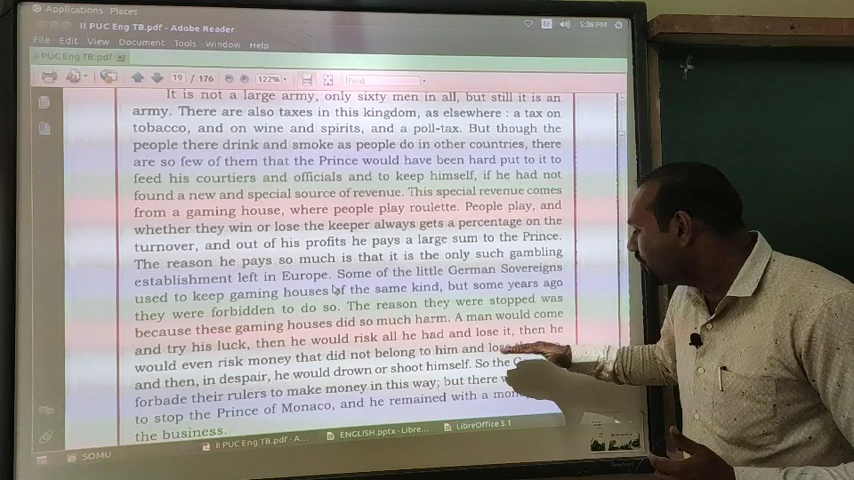 Applications Places
En 5:06 PM
II PUC Eng TB.pdf - Adobe Reader
File Edit View Document Tools Window Help
II PUC Eng TB.pdf
19 / 176 122% Find
It is not a large army, only sixty men in all, but still it is an
army. There are also taxes in this kingdom, as elsewhere : a tax on
tobacco, and on wine and spirits, and a poll-tax. But though the
people there drink and smoke as people do in other countries, there
are so few of them that the Prince would have been hard put to it to
feed his courtiers and officials and to keep himself, if he had not
found a new and special source of revenue. This special revenue comes
from a gaming house, where people play roulette. People play, and
whether they win or lose the keeper always gets a percentage on the
turnover, and out of his profits he pays a large sum to the Prince.
The reason he pays so much is that it is the only such gambling
establishment left in Europe. Some of the little German Sovereigns
used to keep gaming houses of the same kind, but some years ago
they were forbidden to do so. The reason they were stopped was
because these gaming houses did so much harm. A man would come
and try his luck, then he would risk all he had and lose it, then he
would even risk money that did not belong to him and lose
and then, in despair, he would drown or shoot himself. So the
forbade their rulers to make money in this way; but there
to stop the Prince of Monaco, and he remained with a
the business.
SOMU II PUC Eng TB.pdf - A... ENGLISH.pptx - Libre... LibreOffice 5.1